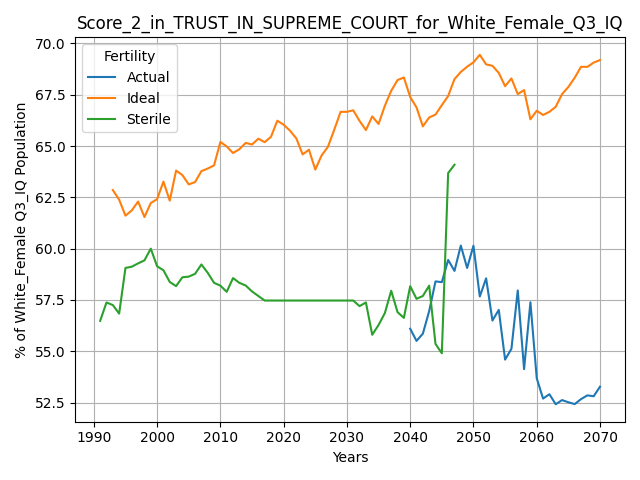 Score_2_in_TRUST_IN_SUPREME_COURT_for_White_Female_Q3_IQ
70.0
67.5
65.0
62.5
60.0
57.5
55.0
52.5
% of White_Female Q3_IQ Population
Fertility
Actual
Ideal
Sterile
1990 2000 2010 2020 2030 2040 2050 2060 2070
Years